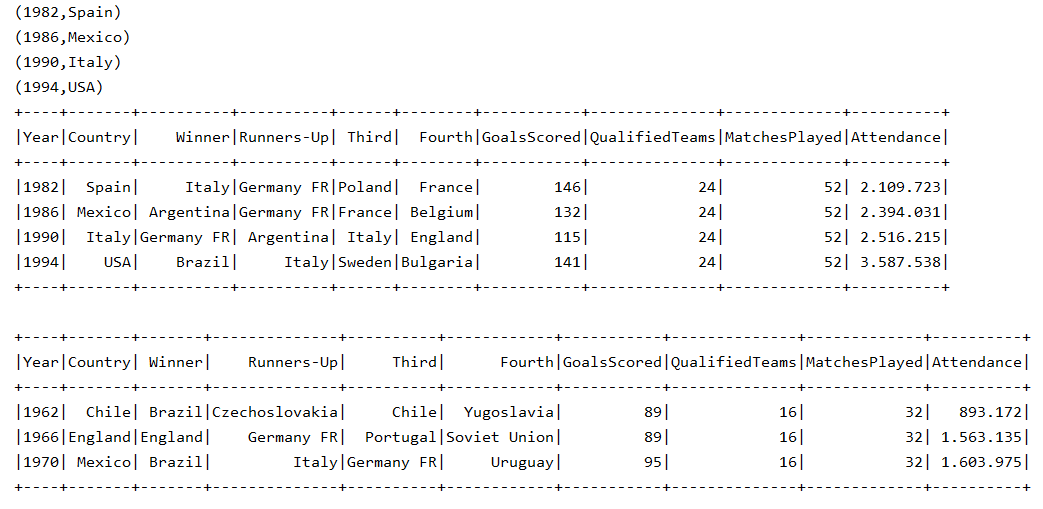 (1982,Spain)
(1986,Mexico)
(1990,Italy)
(1994,USA)
+----+-------+----------+----------+------+--------+-----------+--------------+-------------+----------+
|Year|Country|    Winner|Runners-Up| Third|  Fourth|GoalsScored|QualifiedTeams|MatchesPlayed|Attendance|
+----+-------+----------+----------+------+--------+-----------+--------------+-------------+----------+
|1982|  Spain|     Italy|Germany FR|Poland|  France|        146|            24|           52| 2.109.723|
|1986| Mexico| Argentina|Germany FR|France| Belgium|        132|            24|           52| 2.394.031|
|1990|  Italy|Germany FR| Argentina| Italy| England|        115|            24|           52| 2.516.215|
|1994|    USA|    Brazil|     Italy|Sweden|Bulgaria|        141|            24|           52| 3.587.538|
+----+-------+----------+----------+------+--------+-----------+--------------+-------------+----------+
+----+-------+-------+--------------+----------+------------+-----------+--------------+-------------+----------+
|Year|Country| Winner|    Runners-Up|     Third|      Fourth|GoalsScored|QualifiedTeams|MatchesPlayed|Attendance|
+----+-------+-------+--------------+----------+------------+-----------+--------------+-------------+----------+
|1962|  Chile| Brazil|Czechoslovakia|     Chile|  Yugoslavia|         89|            16|           32|   893.172|
|1966|England|England|    Germany FR|  Portugal|Soviet Union|         89|            16|           32| 1.563.135|
|1970| Mexico| Brazil|         Italy|Germany FR|     Uruguay|         95|            16|           32| 1.603.975|
+----+-------+-------+--------------+----------+------------+-----------+--------------+-------------+----------+